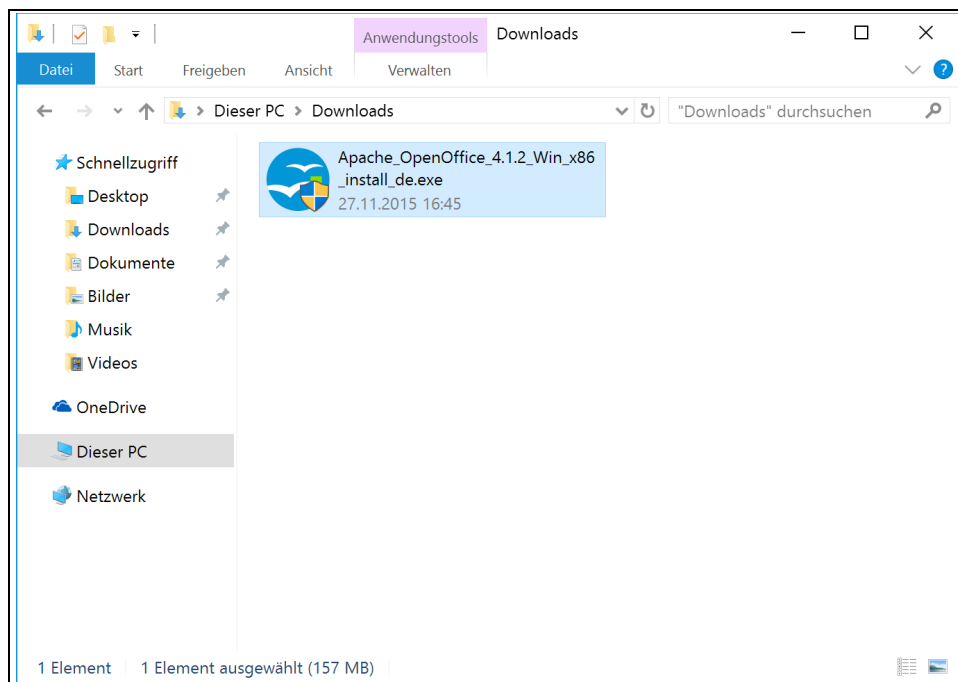 Anwendungstools Downloads
Datei Start Freigeben Ansicht Verwalten
Dieser PC Downloads "Downloads" durchsuchen
Schnellzugriff
Desktop
Downloads
Dokumente
Bilder
Musik
Videos
OneDrive
Dieser PC
Netzwerk
Apache_OpenOffice_4.1.2_Win_x86
_install_de.exe
27.11.2015 16:45
1 Element 1 Element ausgewählt (157 MB)